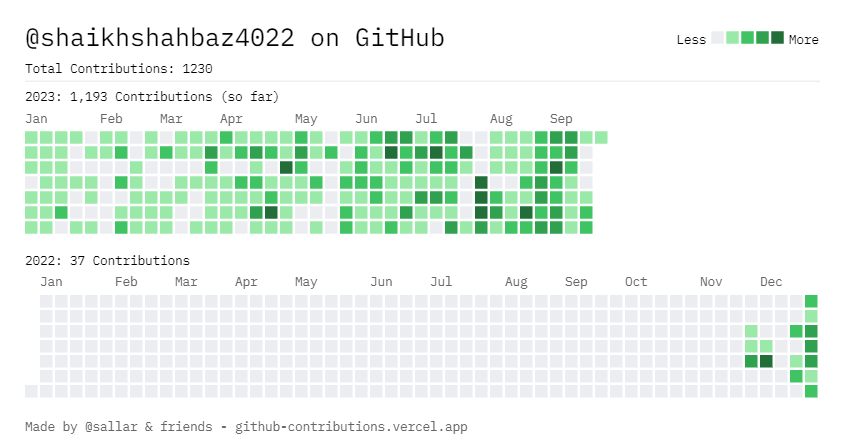 @shaikhshahbaz4022 on GitHub
Less More
Total Contributions: 1230
2023: 1,193 Contributions (so far)
Jan Feb Mar Apr May Jun Jul Aug Sep
2022: 37 Contributions
Jan Feb Mar Apr May Jun Jul Aug Sep Oct Nov Dec
Made by @sallar & friends - github-contributions.vercel.app